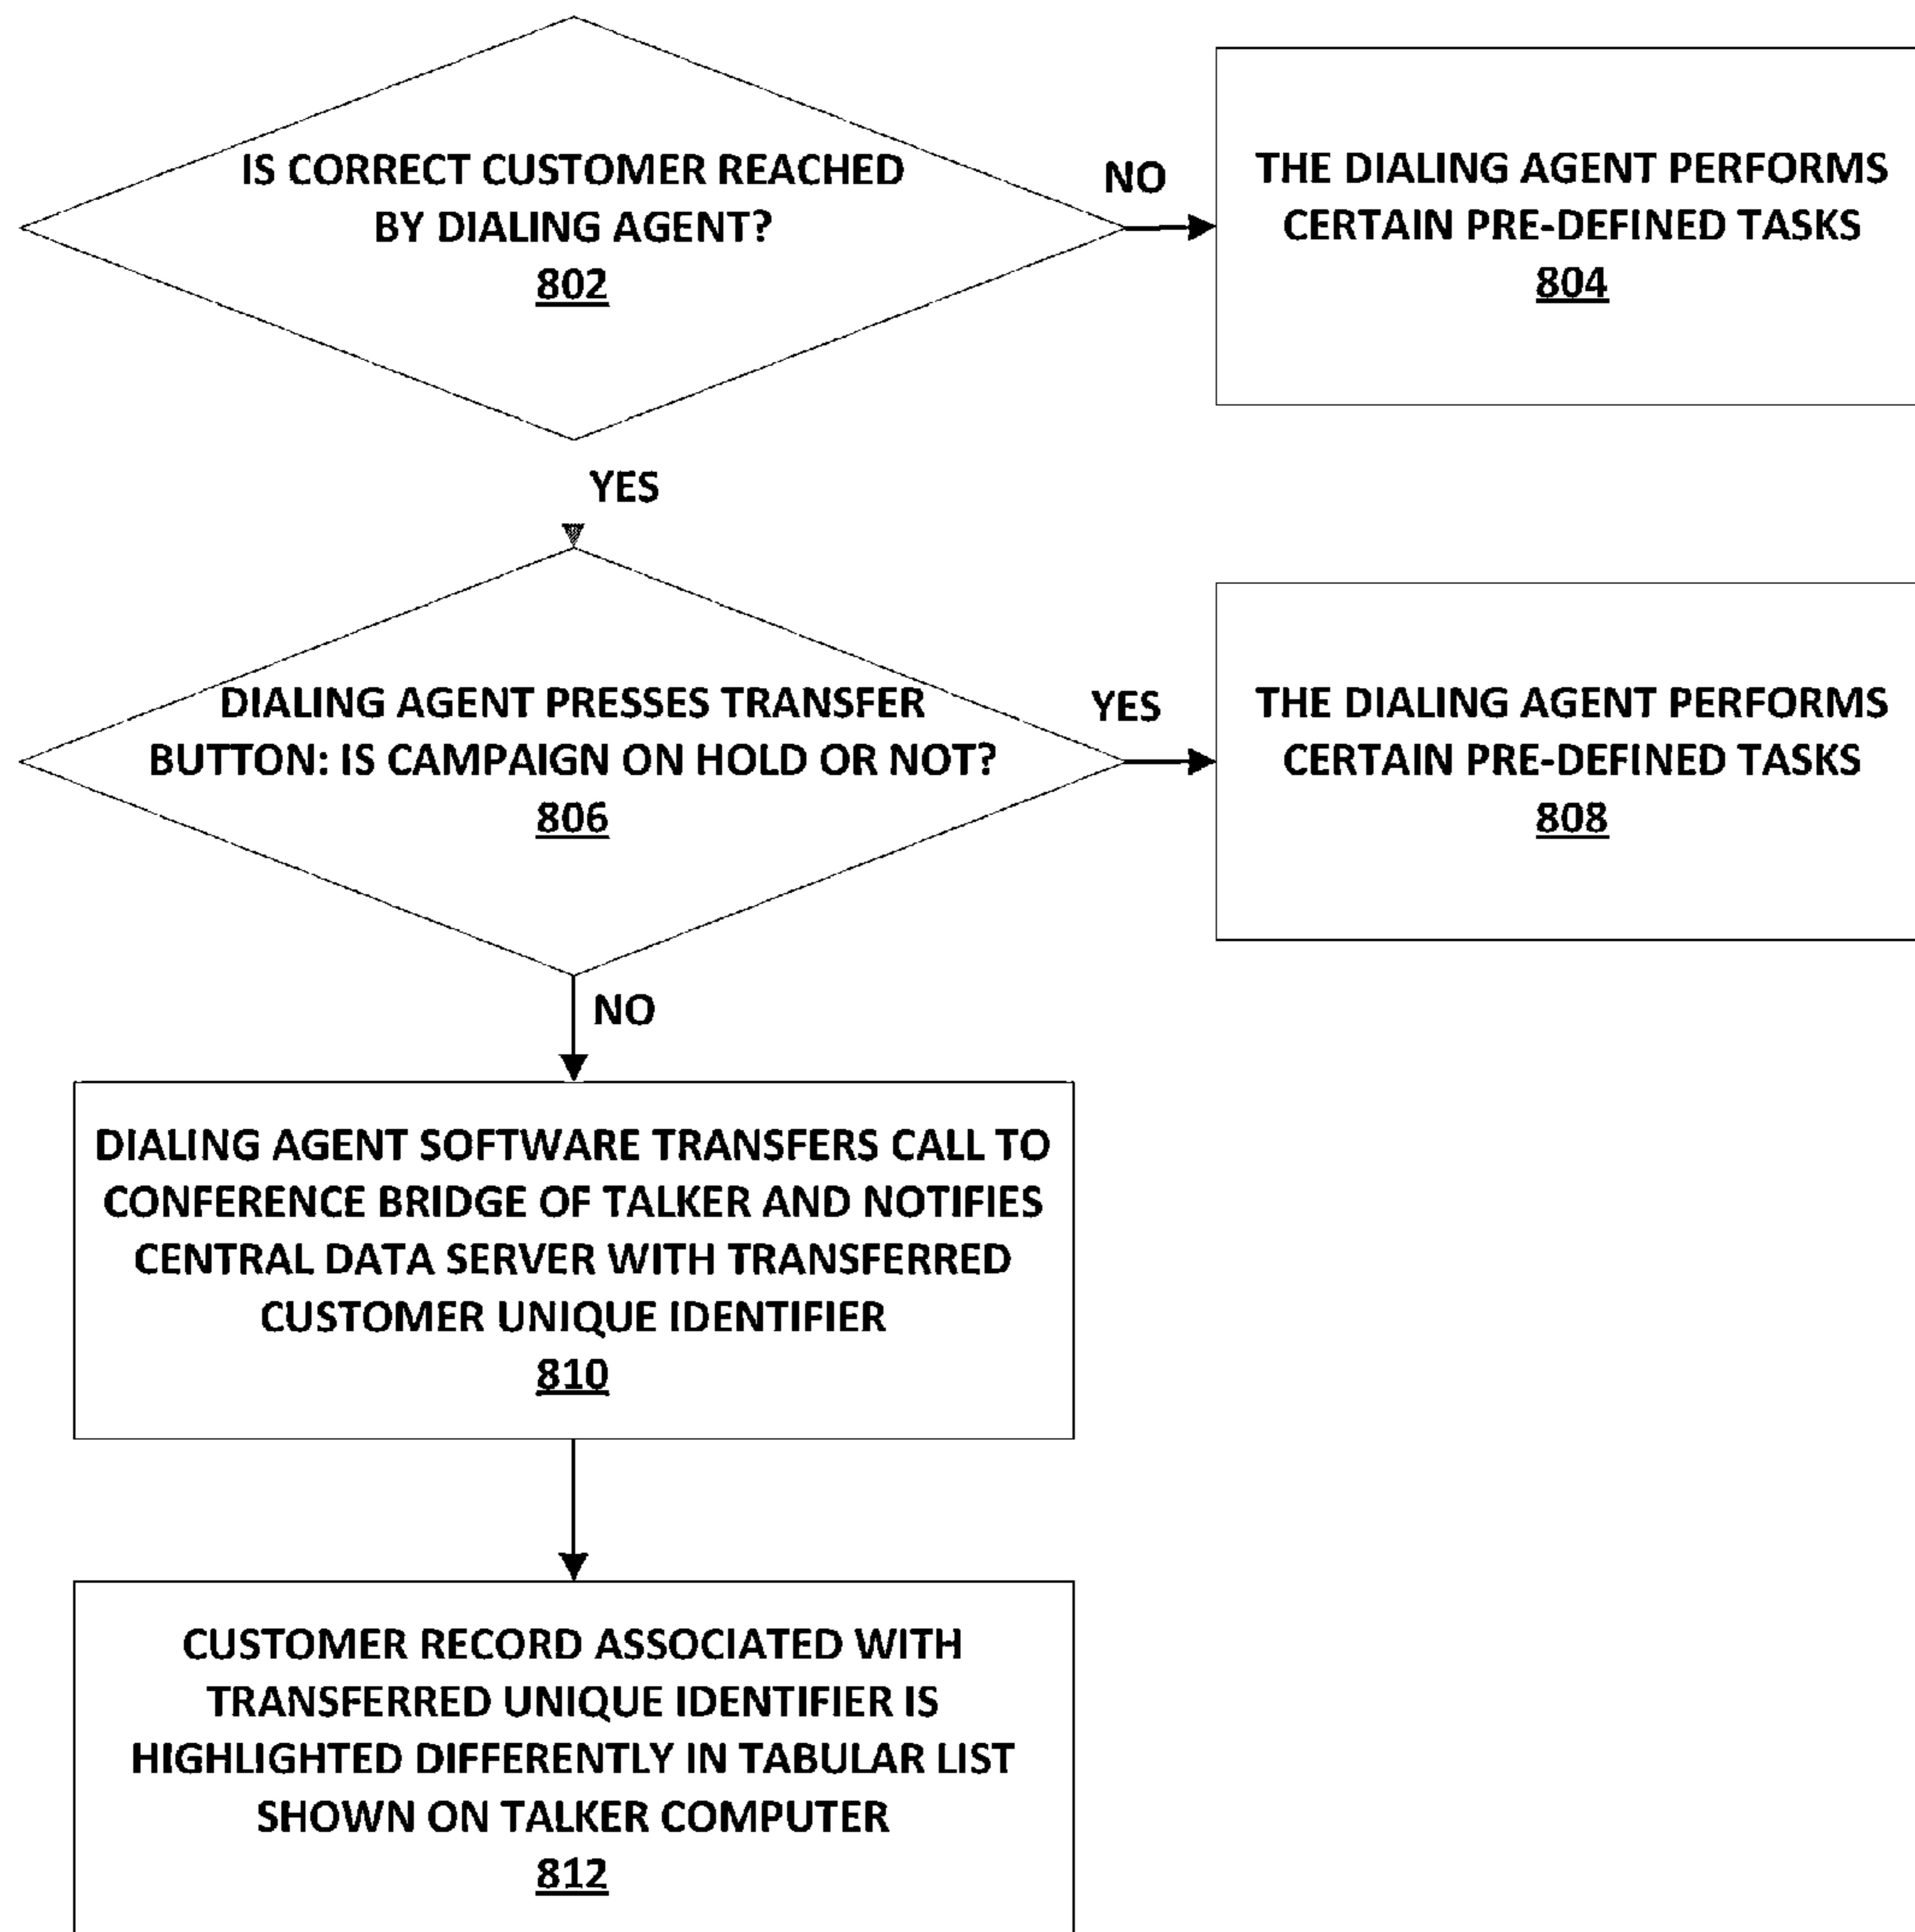 IS CORRECT CUSTOMER REACHED
BY DIALING AGENT?
802
NO
THE DIALING AGENT PERFORMS
CERTAIN PRE-DEFINED TASKS
804
YES
DIALING AGENT PRESSES TRANSFER
BUTTON: IS CAMPAIGN ON HOLD OR NOT?
806
YES
THE DIALING AGENT PERFORMS
CERTAIN PRE-DEFINED TASKS
808
NO
DIALING AGENT SOFTWARE TRANSFERS CALL TO
CONFERENCE BRIDGE OF TALKER AND NOTIFIES
CENTRAL DATA SERVER WITH TRANSFERRED
CUSTOMER UNIQUE IDENTIFIER
810
CUSTOMER RECORD ASSOCIATED WITH
TRANSFERRED UNIQUE IDENTIFIER IS
HIGHLIGHTED DIFFERENTLY IN TABULAR LIST
SHOWN ON TALKER COMPUTER
812